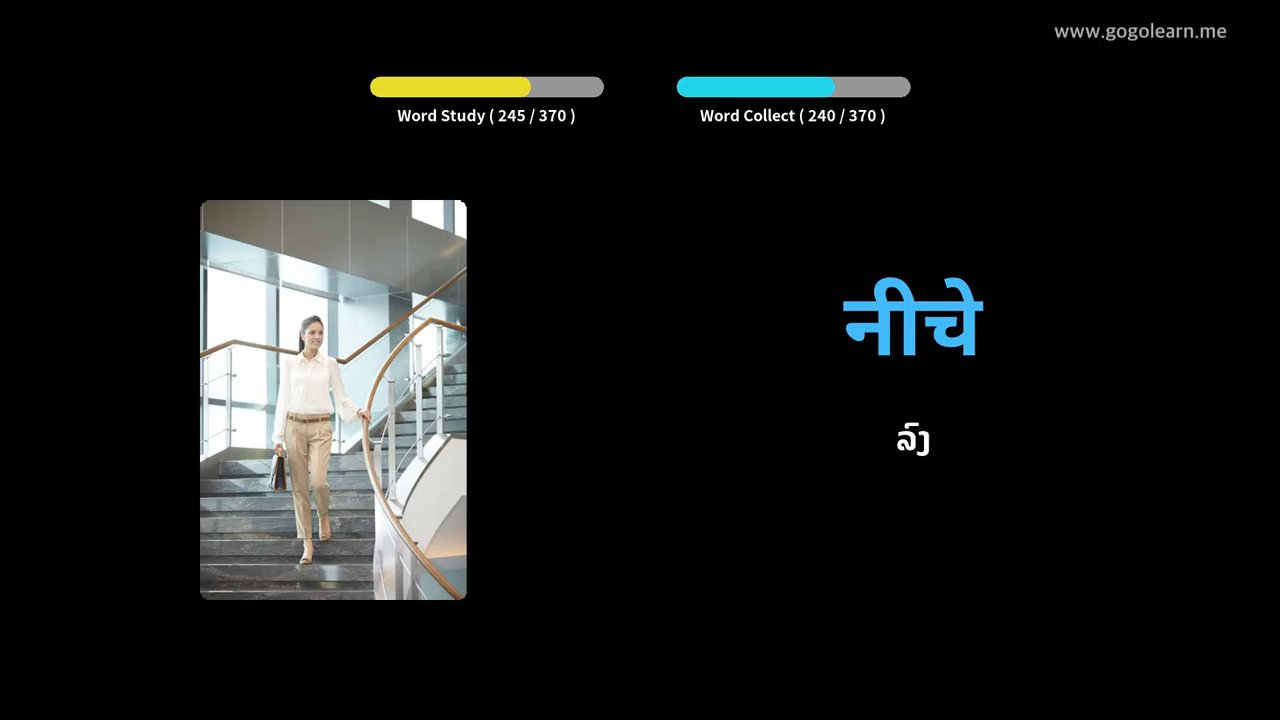 www.gogolearn.me
Word Study ( 245 / 370 )
Word Collect ( 240 / 370 )
नीचे
ລົງ